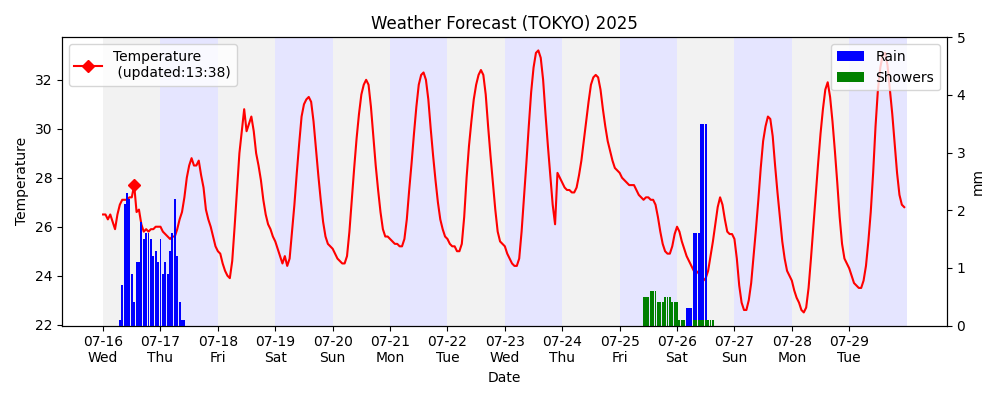 Weather Forecast (TOKYO) 2025
Temperature
(updated:13:38)
Rain
Showers
Temperature
32
30
28
26
24
22
5
4
3
2
1
0
mm
07-16 07-17 07-18 07-19 07-20 07-21 07-22 07-23 07-24 07-25 07-26 07-27 07-28 07-29
Wed Thu Fri Sat Sun Mon Tue Wed Thu Fri Sat Sun Mon Tue
Date